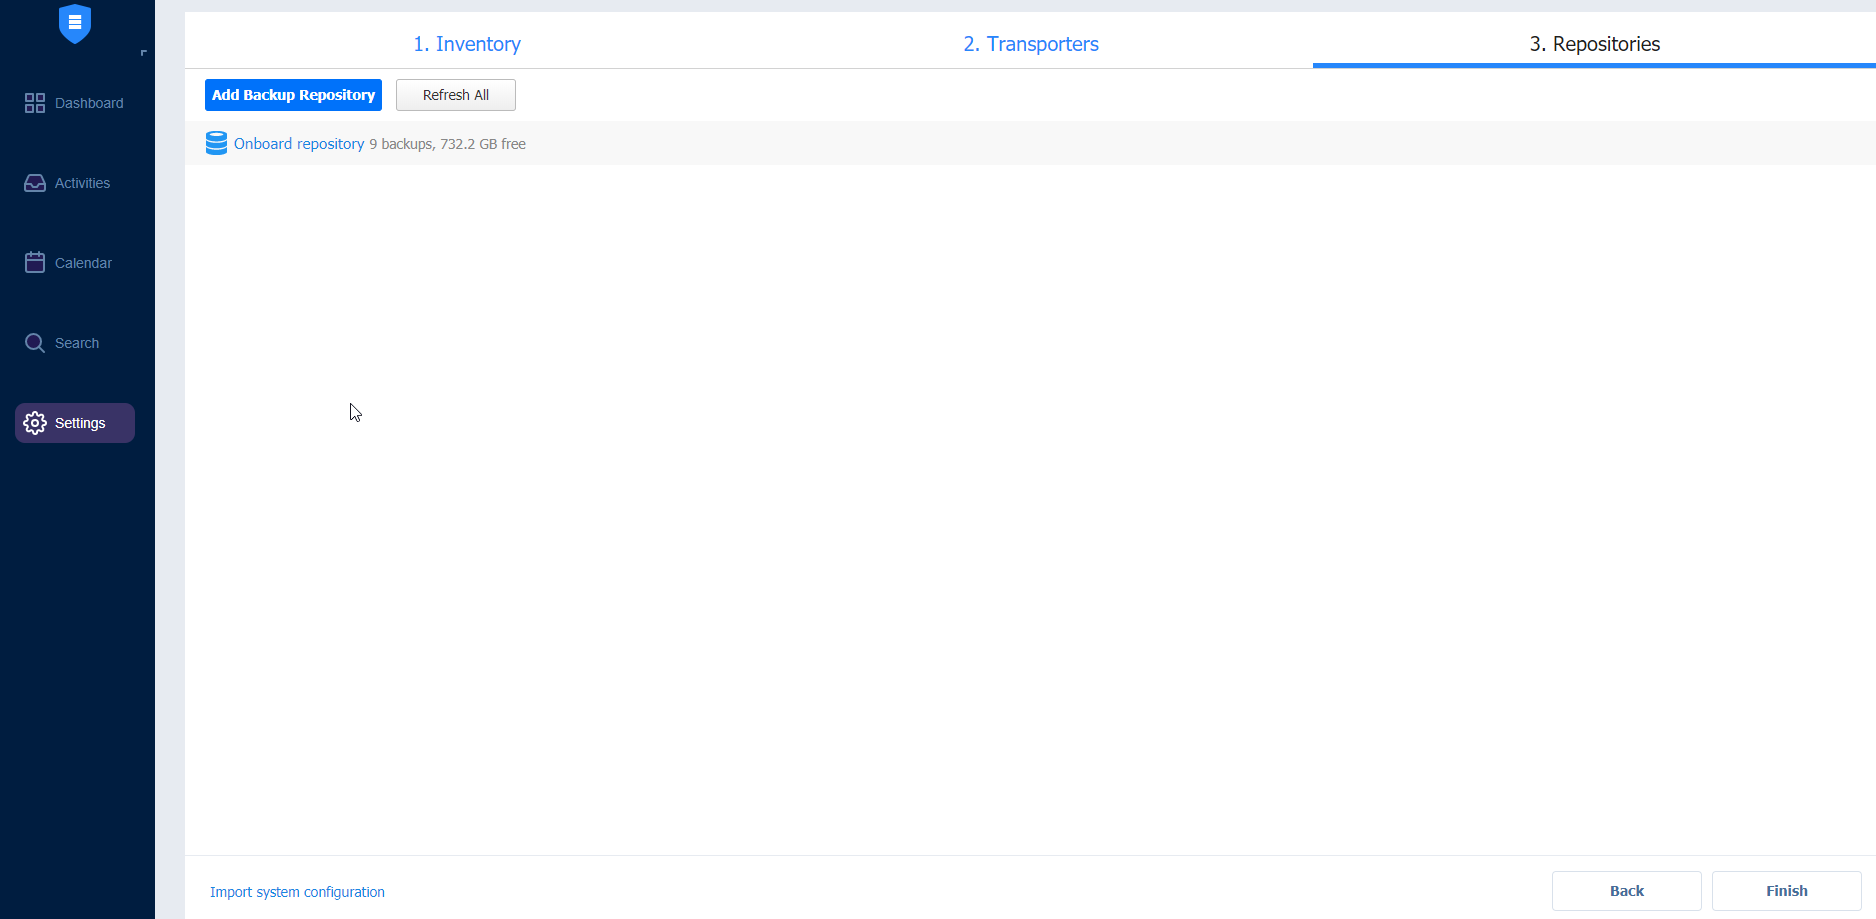 1. Inventory
2. Transporters
3. Repositories
Add Backup Repository
Refresh All
Onboard repository 9 backups, 732.2 GB free
Dashboard
Activities
Calendar
Search
Settings
Import system configuration
Back
Finish